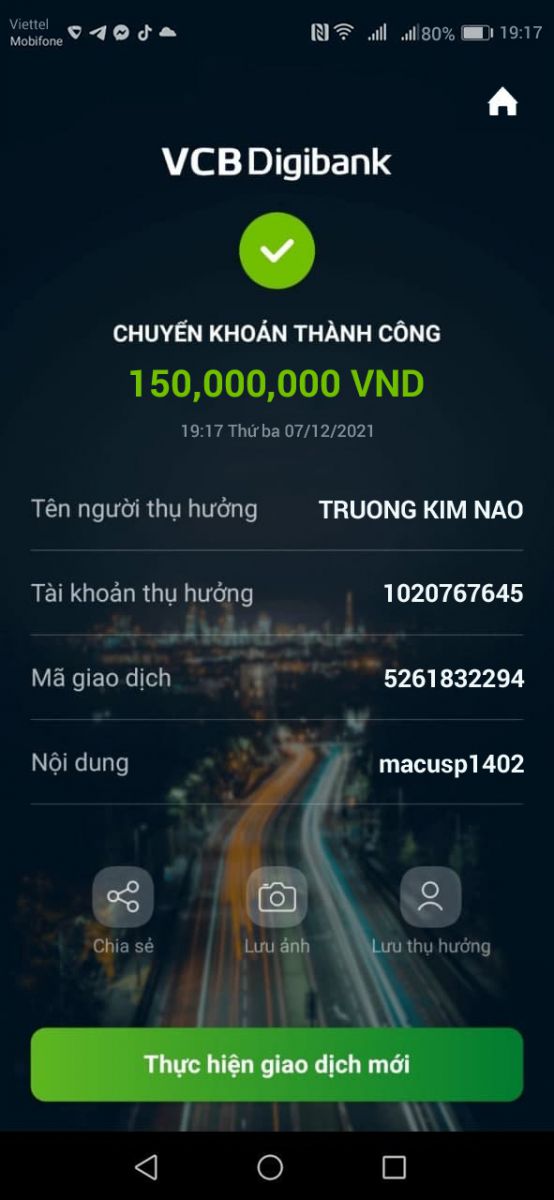 Viettel
Mobifone
80% 19:17
VCB Digibank
CHUYỂN KHOẢN THÀNH CÔNG
150,000,000 VND
19:17 Thứ ba 07/12/2021
Tên người thụ hưởng TRUONG KIM NAO
Tài khoản thụ hưởng 1020767645
Mã giao dịch 5261832294
Nội dung macusp1402
Chia sẻ Lưu ảnh Lưu thụ hưởng
Thực hiện giao dịch mới